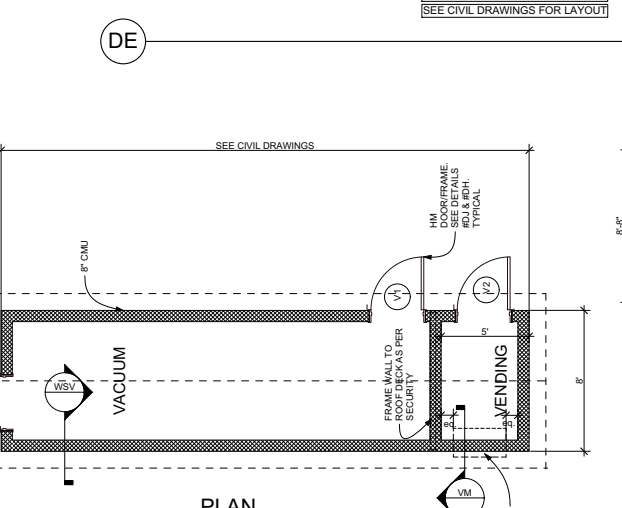 SEE CIVIL DRAWINGS FOR LAYOUT
DE
SEE CIVIL DRAWINGS
HM
DOOR/FRAME.
SEE DETAILS
#DJ & #DH.
TYPICAL
8'-8"
8" CMU
V1
V2
5'
FRAME WALL TO
ROOF DECK AS PER
SECURITY
VACUUM
VENDING
8'
WSV
eq.
eq.
VM
PLAN